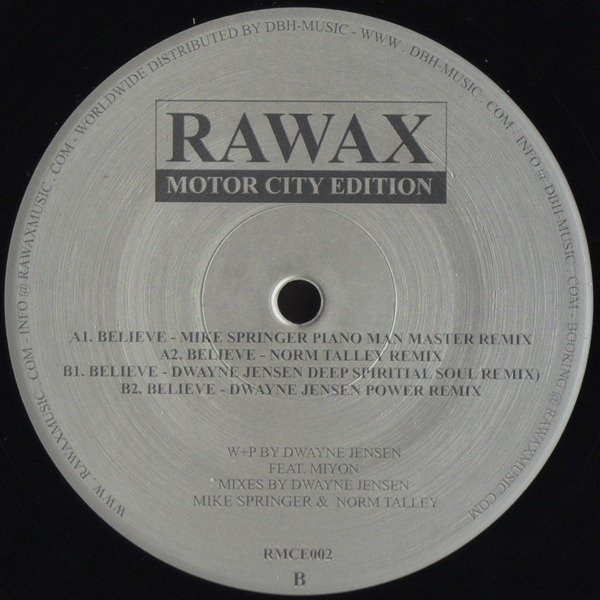 WWW . RAWAXMUSIC . COM - INFO @ RAWAXMUSIC . COM - WORLDWIDE DISTRIBUTED BY DBH-MUSIC - WWW . DBH-MUSIC - COM - INFO @ DBH-MUSIC . COM - BOOKING @ RAWAXMUSIC.COM
RAWAX
MOTOR CITY EDITION
A1. BELIEVE - MIKE SPRINGER PIANO MAN MASTER REMIX
A2. BELIEVE - NORM TALLEY REMIX
B1. BELIEVE - DWAYNE JENSEN DEEP SPIRITIAL SOUL REMIX)
B2. BELIEVE - DWAYNE JENSEN POWER REMIX
W+P BY DWAYNE JENSEN
FEAT. MIYON
MIXES BY DWAYNE JENSEN
MIKE SPRINGER & NORM TALLEY
RMCE002
B